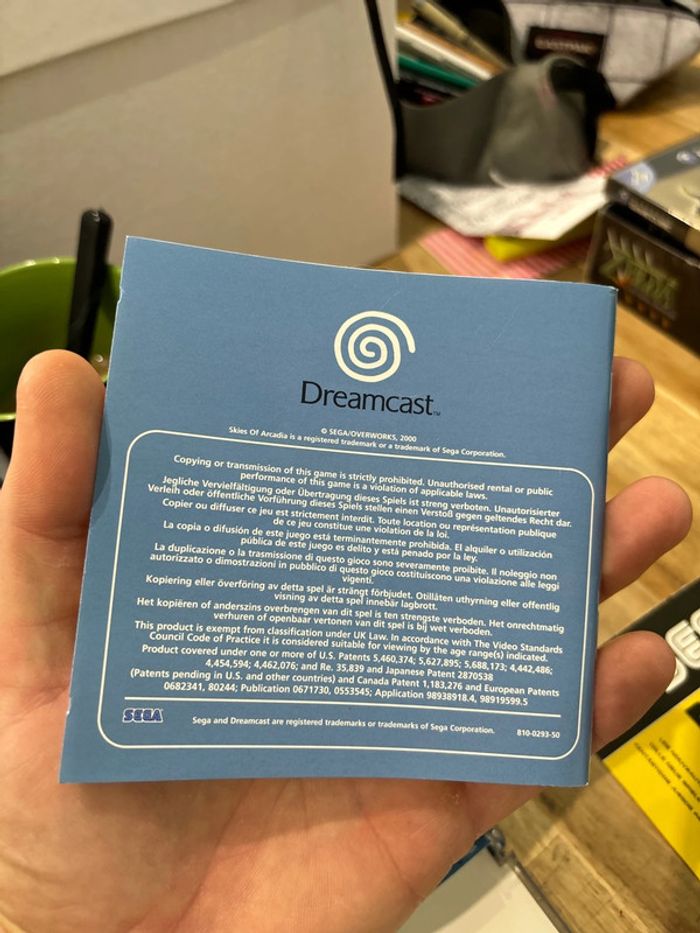 Dreamcast™
© SEGA/OVERWORKS, 2000
Skies Of Arcadia is a registered trademark or a trademark of Sega Corporation.
Copying or transmission of this game is strictly prohibited. Unauthorised rental or public
performance of this game is a violation of applicable laws.
Jegliche Vervielfältigung oder Übertragung dieses Spiels ist streng verboten. Unautorisierter
Verleih oder öffentliche Vorführung dieses Spiels stellen einen Verstoß gegen geltendes Recht dar.
Copier ou diffuser ce jeu est strictement interdit. Toute location ou représentation publique
de ce jeu constitue une violation de la loi.
La copia o difusión de este juego está terminantemente prohibida. El alquiler o utilización
pública de este juego es delito y está penado por la ley.
La duplicazione o la trasmissione di questo gioco sono severamente proibite. Il noleggio non
autorizzato o dimostrazioni in pubblico di questo gioco costituiscono una violazione alle leggi
vigenti.
Kopiering eller överföring av detta spel är strängt förbjudet. Otillåten uthyrning eller offentlig
visning av detta spel innebär lagbrott.
Het kopiëren of anderszins overbrengen van dit spel is ten strengste verboden. Het onrechtmatig
verhuren of openbaar vertonen van dit spel is bij wet verboden.
This product is exempt from classification under UK Law. In accordance with The Video Standards
Council Code of Practice it is considered suitable for viewing by the age range(s) indicated.
Product covered under one or more of U.S. Patents 5,460,374; 5,627,895; 5,688,173; 4,442,486;
4,454,594; 4,462,076; and Re. 35,839 and Japanese Patent 2870538
(Patents pending in U.S. and other countries) and Canada Patent 1,183,276 and European Patents
0682341, 80244; Publication 0671730, 0553545; Application 98938918.4, 98919599.5
SEGA
Sega and Dreamcast are registered trademarks or trademarks of Sega Corporation.
810-0293-50